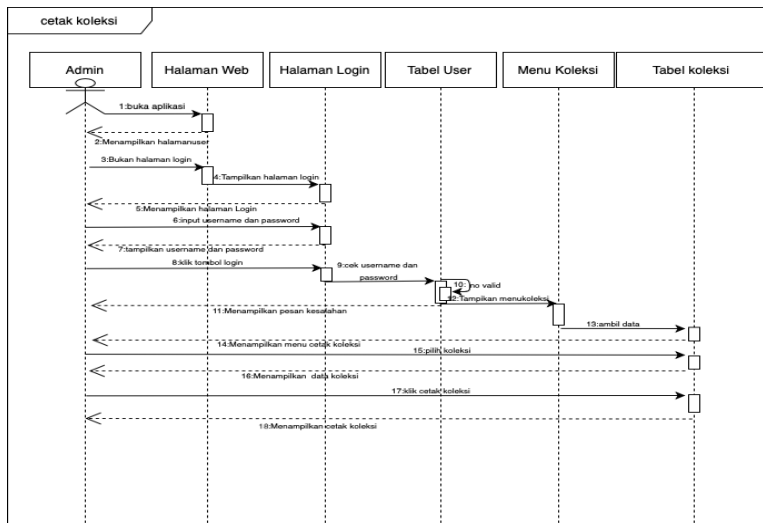 cetak koleksi
Admin
Halaman Web
Halaman Login
Tabel User
Menu Koleksi
Tabel koleksi
1:buka aplikasi
2:Menampilkan halamanuser
3:Bukan halaman login
4:Tampilkan halaman login
5:Menampilkan halaman Login
6:input username dan password
7:tampilkan username dan password
8:klik tombol login
9:cek username dan
password
10: no valid
11:Menampilkan pesan kesalahan
12:Tampikan menukoleksi
13:ambil data
14:Menampilkan menu cetak koleksi
15:pilih koleksi
16:Menampilkan data koleksi
17:klik cetak koleksi
18:Menampilkan cetak koleksi